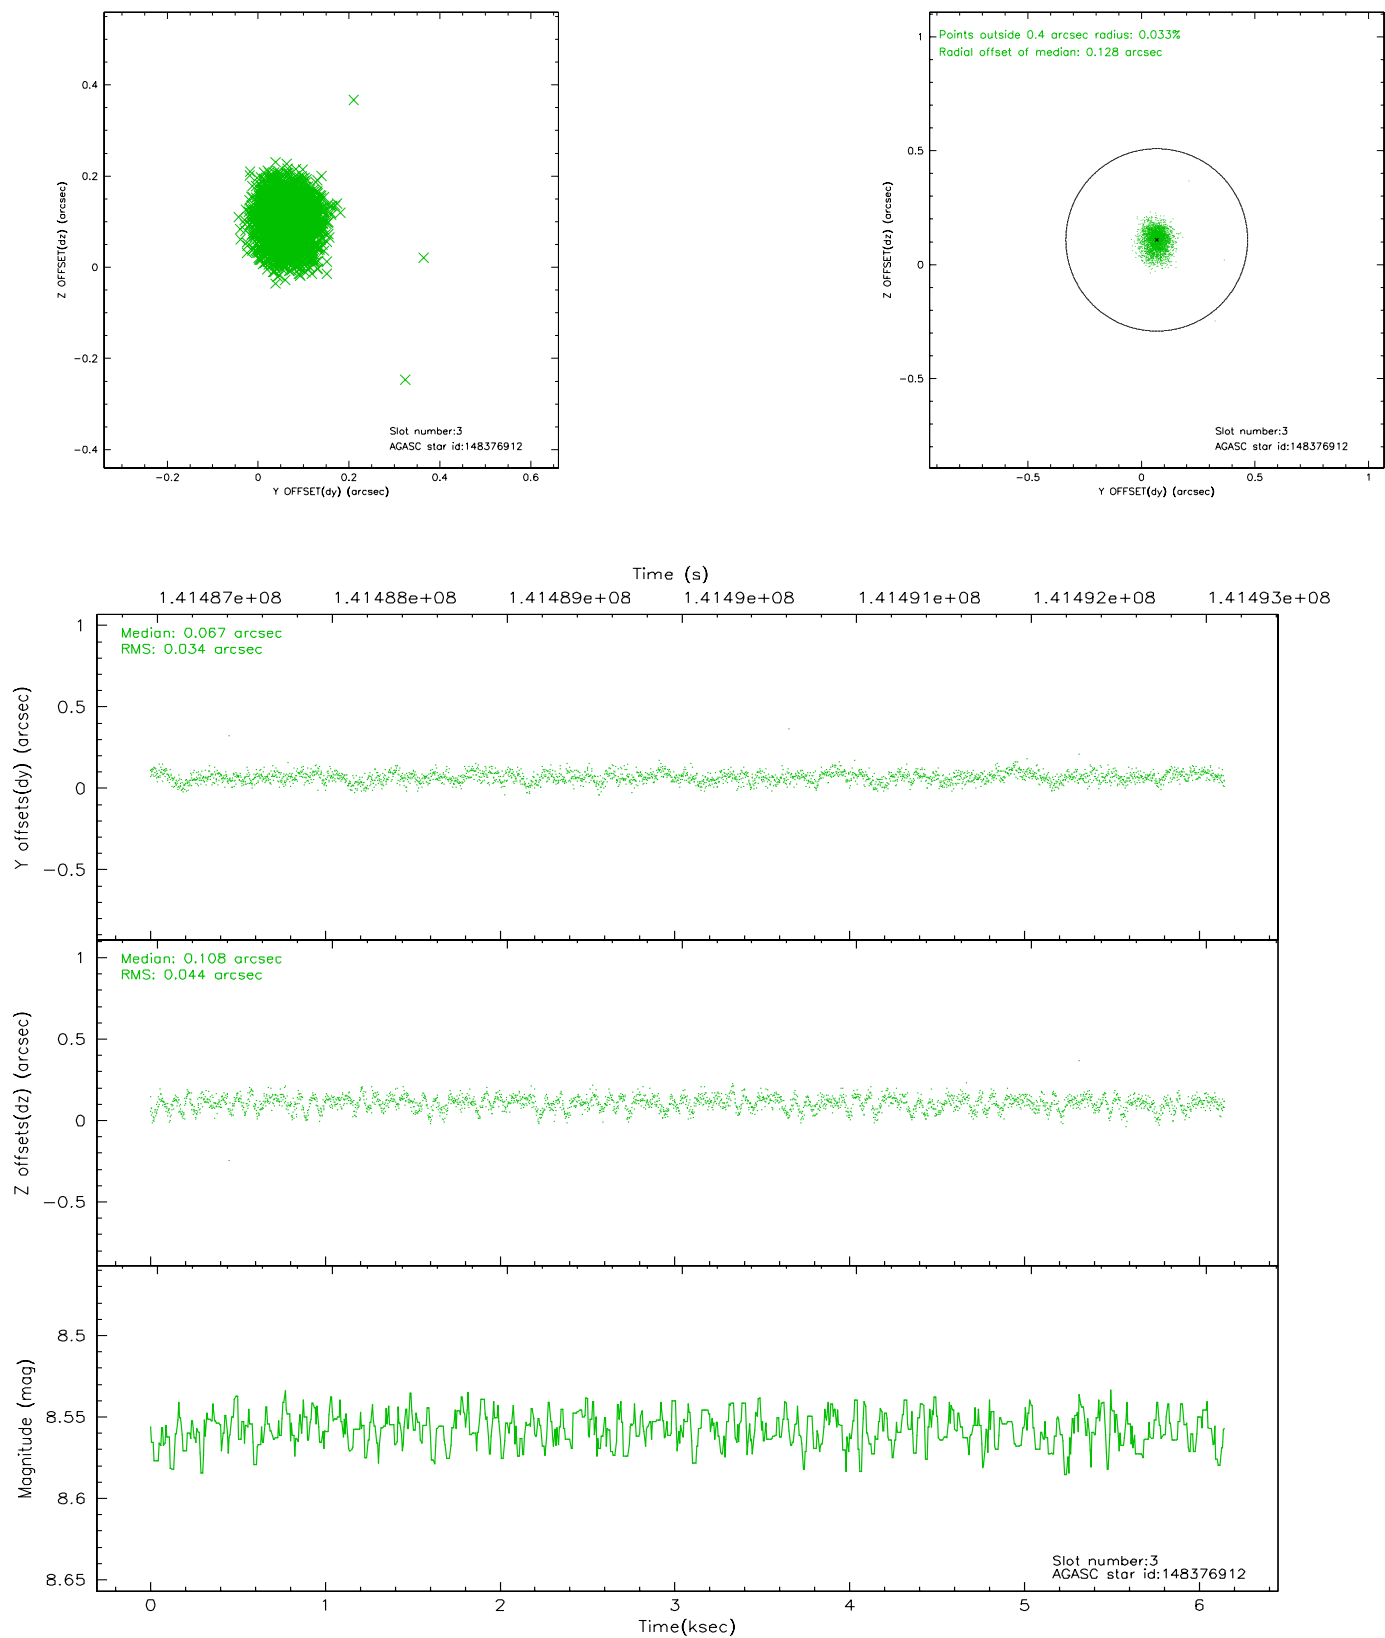 0.4
0.2
0
−0.2
−0.4
Z OFFSET(dz) (arcsec)
Slot number:3
AGASC star id:148376912
−0.2 0 0.2 0.4 0.6
Y OFFSET(dy) (arcsec)
Points outside 0.4 arcsec radius: 0.033%
Radial offset of median: 0.128 arcsec
1
0.5
0
−0.5
Z OFFSET(dz) (arcsec)
Slot number:3
AGASC star id:148376912
−0.5 0 0.5 1
Y OFFSET(dy) (arcsec)
Time (s)
1.41487e+08 1.41488e+08 1.41489e+08 1.4149e+08 1.41491e+08 1.41492e+08 1.41493e+08
Median: 0.067 arcsec
RMS: 0.034 arcsec
1
0.5
0
−0.5
Y offsets(dy) (arcsec)
Median: 0.108 arcsec
RMS: 0.044 arcsec
1
0.5
0
−0.5
Z offsets(dz) (arcsec)
8.5
8.55
8.6
8.65
Magnitude (mag)
Slot number:3
AGASC star id:148376912
0 1 2 3 4 5 6
Time(ksec)